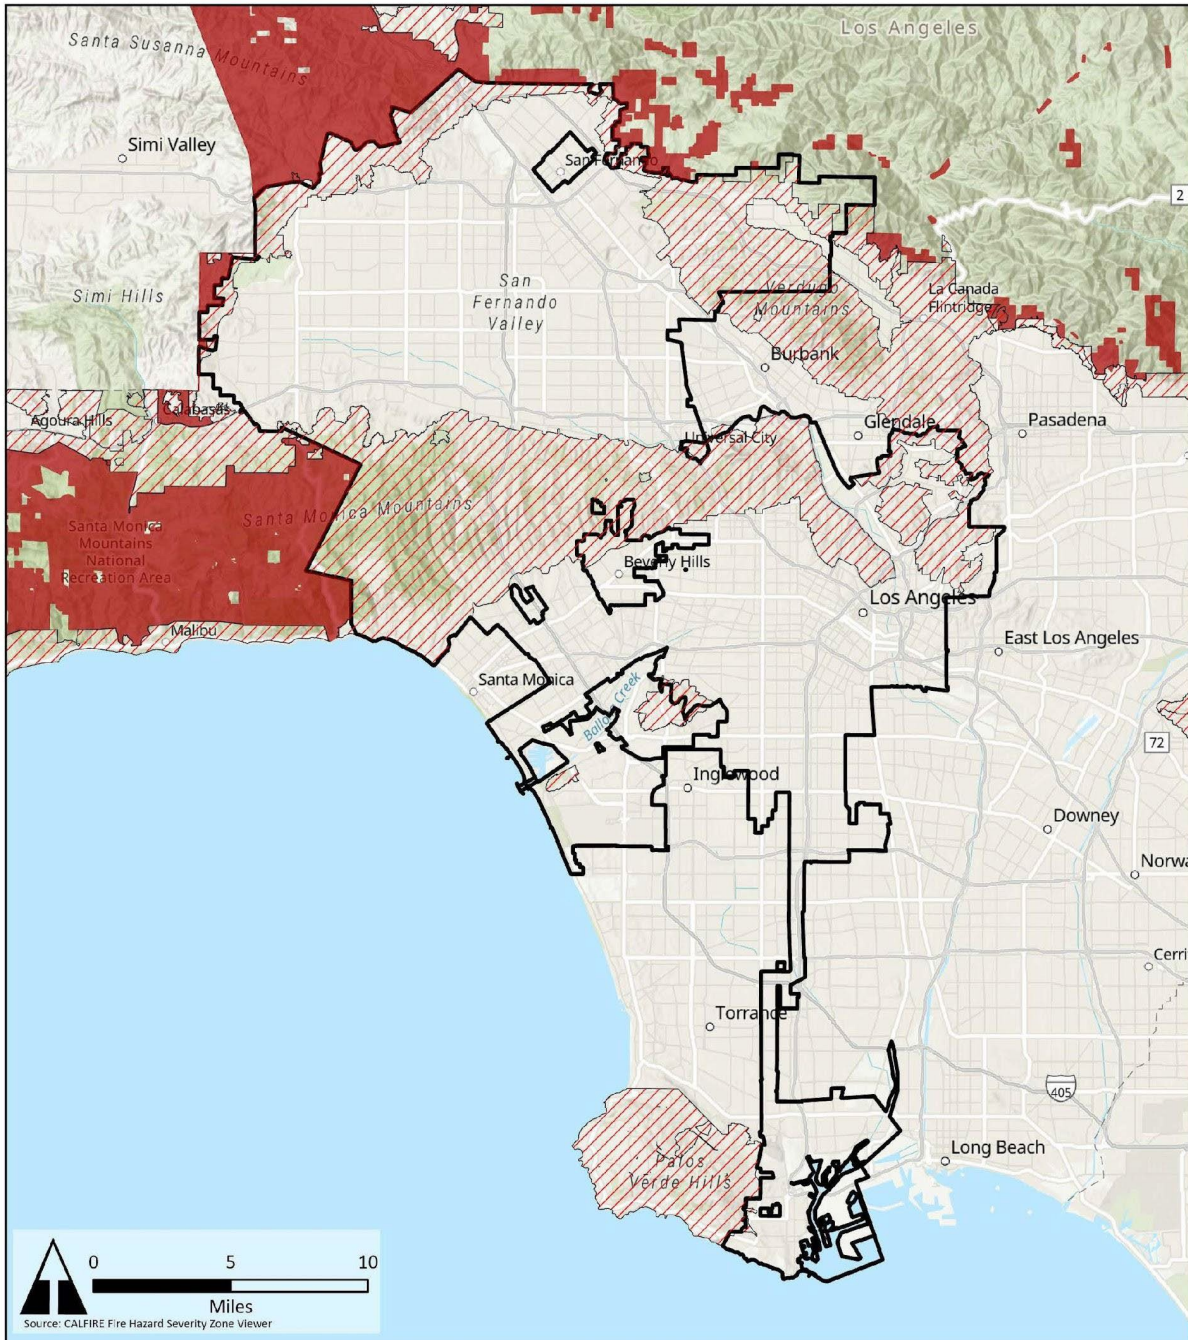 Los Angeles
Santa Susanna
Mountains
Simi Valley
San Fernando
2
Simi Hills
San
Fernando
Valley
Verdugo
Mountains
La Canada
Flintridge
Burbank
Agoura Hills
Calabasas
Universal City
Glendale
Pasadena
Santa Monica Mountains
Santa Monica
Mountains
National
Recreation Area
Beverly Hills
Los Angeles
Malibu
East Los Angeles
Santa Monica
Ballona Creek
72
Inglewood
Downey
Norwa
Cerri
Torrance
405
Long Beach
Palos
Verde Hills
0 5 10
Miles
Source: CALFIRE Fire Hazard Severity Zone Viewer